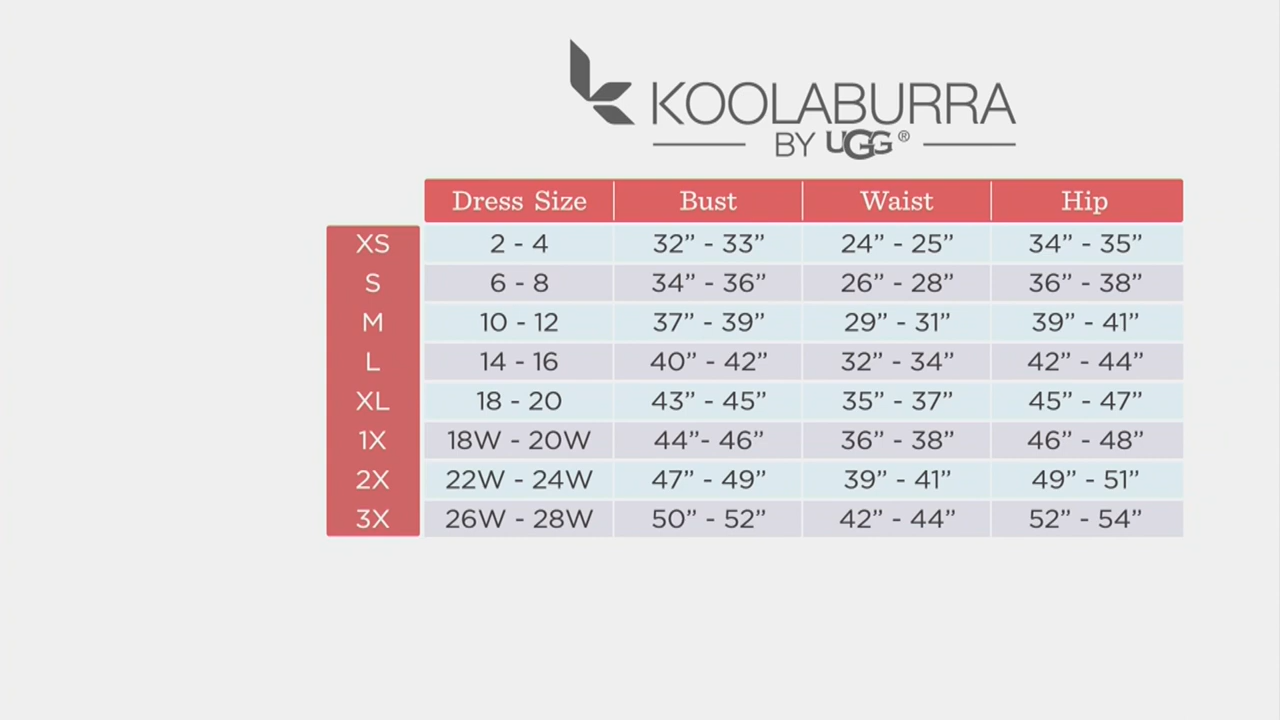 KOOLABURRA
BY UGG®
Dress Size Bust Waist Hip
XS 2 - 4 32” - 33” 24” - 25” 34” - 35”
S 6 - 8 34” - 36” 26” - 28” 36” - 38”
M 10 - 12 37” - 39” 29” - 31” 39” - 41”
L 14 - 16 40” - 42” 32” - 34” 42” - 44”
XL 18 - 20 43” - 45” 35” - 37” 45” - 47”
1X 18W - 20W 44”- 46” 36” - 38” 46” - 48”
2X 22W - 24W 47” - 49” 39” - 41” 49” - 51”
3X 26W - 28W 50” - 52” 42” - 44” 52” - 54”